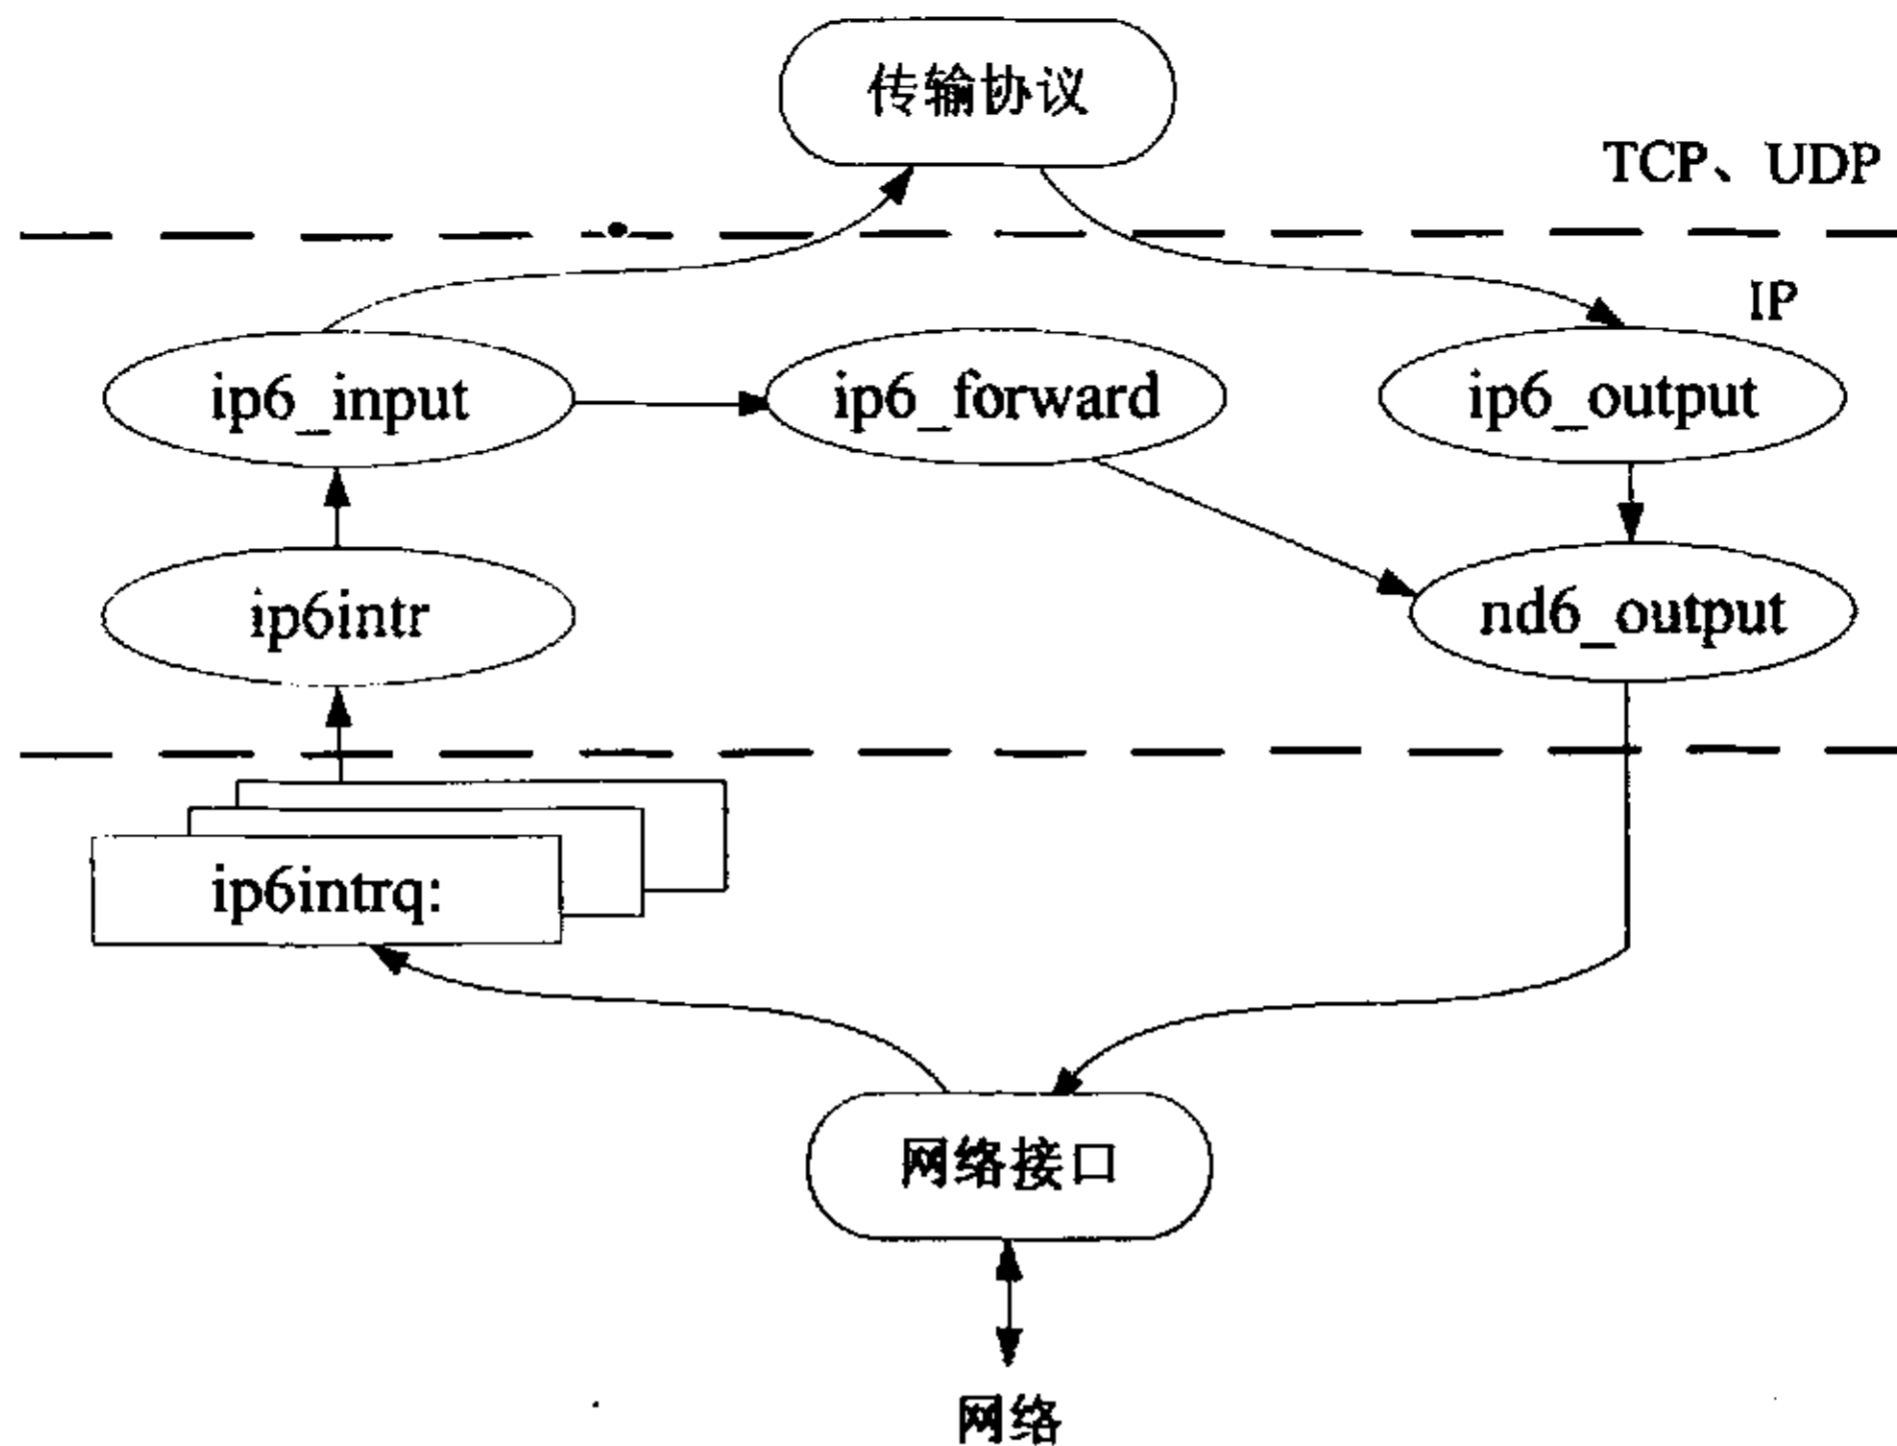 传输协议
TCP、UDP
IP
ip6_input
ip6_forward
ip6_output
ip6intr
nd6_output
ip6intrq:
网络接口
网络